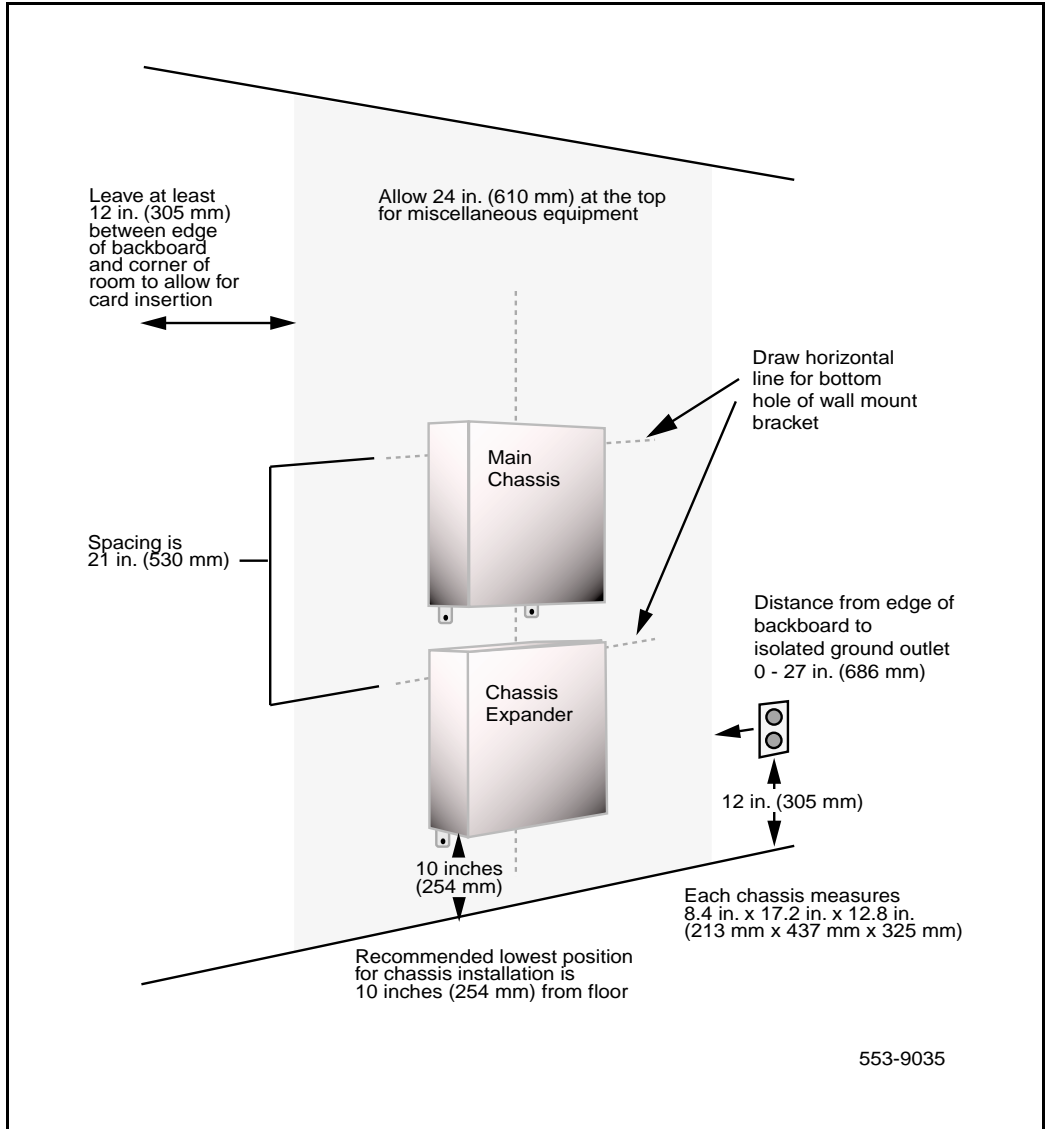 Leave at least
12 in. (305 mm)
between edge
of backboard
and corner of
room to allow for
card insertion
Allow 24 in. (610 mm) at the top
for miscellaneous equipment
Draw horizontal
line for bottom
hole of wall mount
bracket
Main
Chassis
Spacing is
21 in. (530 mm)
Distance from edge of
backboard to
isolated ground outlet
0 - 27 in. (686 mm)
Chassis
Expander
12 in. (305 mm)
10 inches
(254 mm)
Each chassis measures
8.4 in. x 17.2 in. x 12.8 in.
(213 mm x 437 mm x 325 mm)
Recommended lowest position
for chassis installation is
10 inches (254 mm) from floor
553-9035